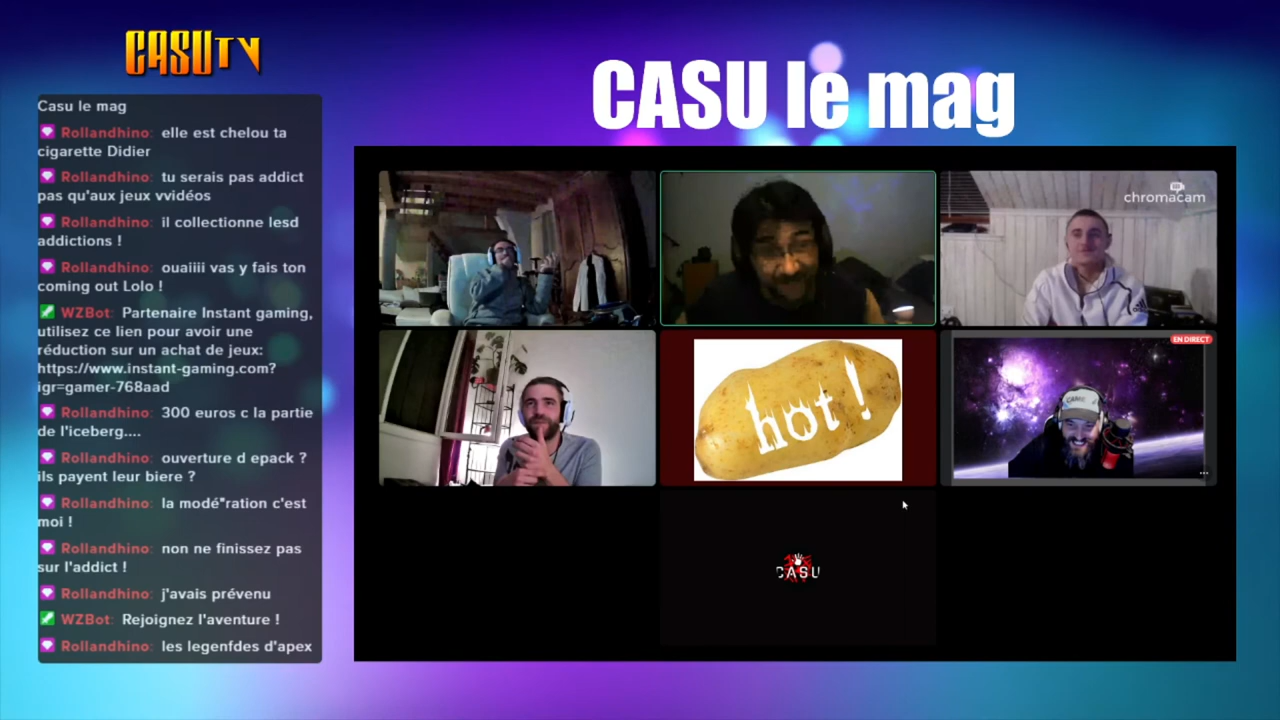 CASUTV
CASU le mag
Casu le mag
Rollandhino: elle est chelou ta
cigarette Didier
Rollandhino: tu serais pas addict
pas qu'aux jeux vvidéos
Rollandhino: il collectionne lesd
addictions !
Rollandhino: ouaiiii vas y fais ton
coming out Lolo !
WZBot: Partenaire Instant gaming,
utilisez ce lien pour avoir une
réduction sur un achat de jeux:
https://www.instant-gaming.com?
igr=gamer-768aad
Rollandhino: 300 euros c la partie
de l'iceberg....
Rollandhino: ouverture d epack ?
ils payent leur biere ?
Rollandhino: la modé"ration c'est
moi !
Rollandhino: non ne finissez pas
sur l'addict !
Rollandhino: j'avais prévenu
WZBot: Rejoignez l'aventure !
Rollandhino: les legenfdes d'apex
chromacam
hot !
EN DIRECT
CASU
CASU